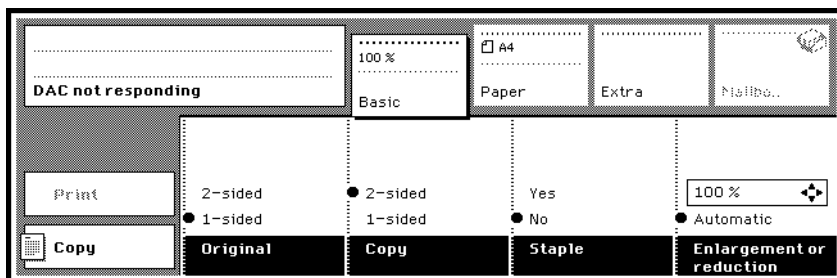 DAC not responding
100 %
Basic
A4
Paper
Extra
Mailbo..
Print
Copy
2-sided
1-sided
Original
2-sided
1-sided
Copy
Yes
No
Staple
100 %
Automatic
Enlargement or
reduction